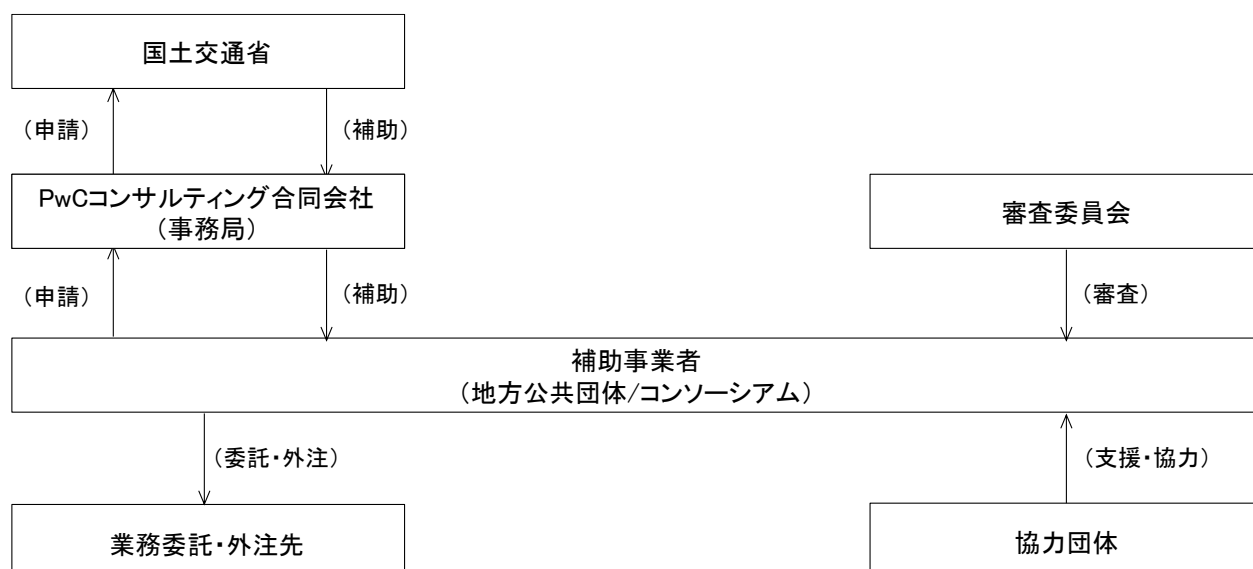 国土交通省
（申請）
（補助）
PwCコンサルティング合同会社
（事務局）
審査委員会
（申請）
（補助）
（審査）
補助事業者
（地方公共団体/コンソーシアム）
（委託・外注）
（支援・協力）
業務委託・外注先
協力団体